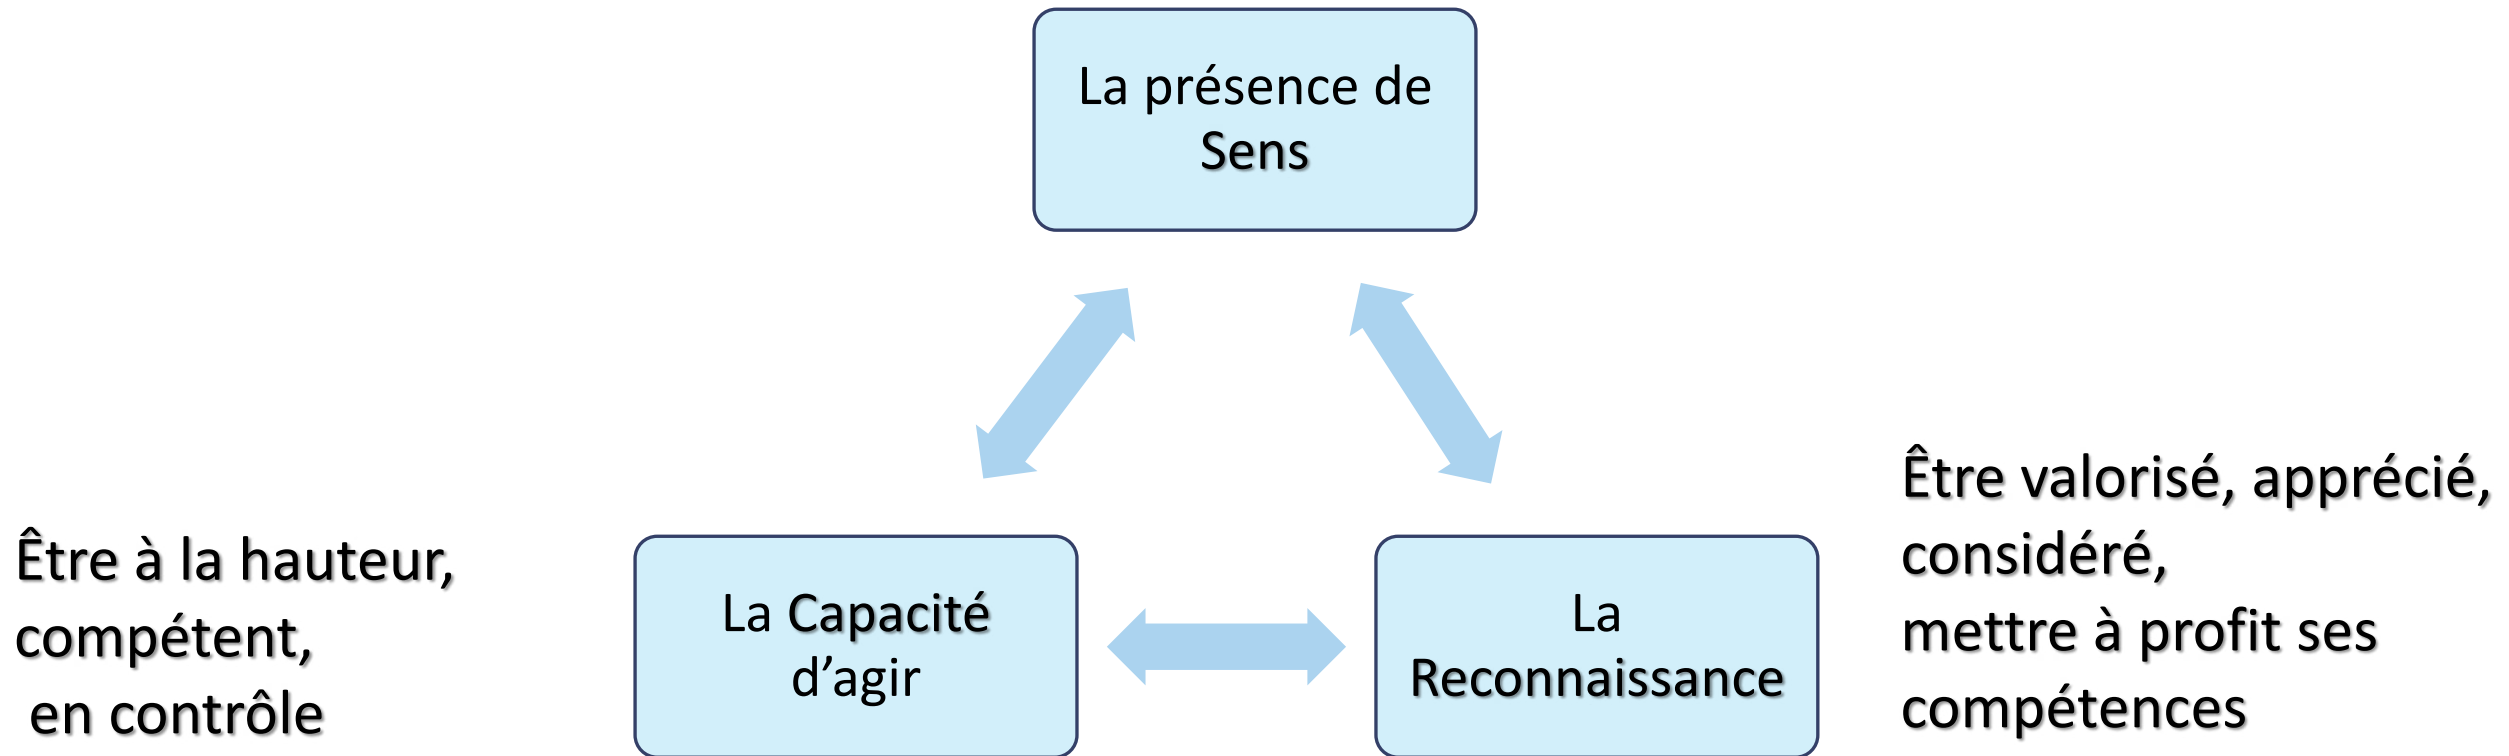 La présence de
Sens
Être à la hauteur,
compétent,
en contrôle
La Capacité
d’agir
La
Reconnaissance
Être valorisé, apprécié,
considéré,
mettre à profit ses
compétences